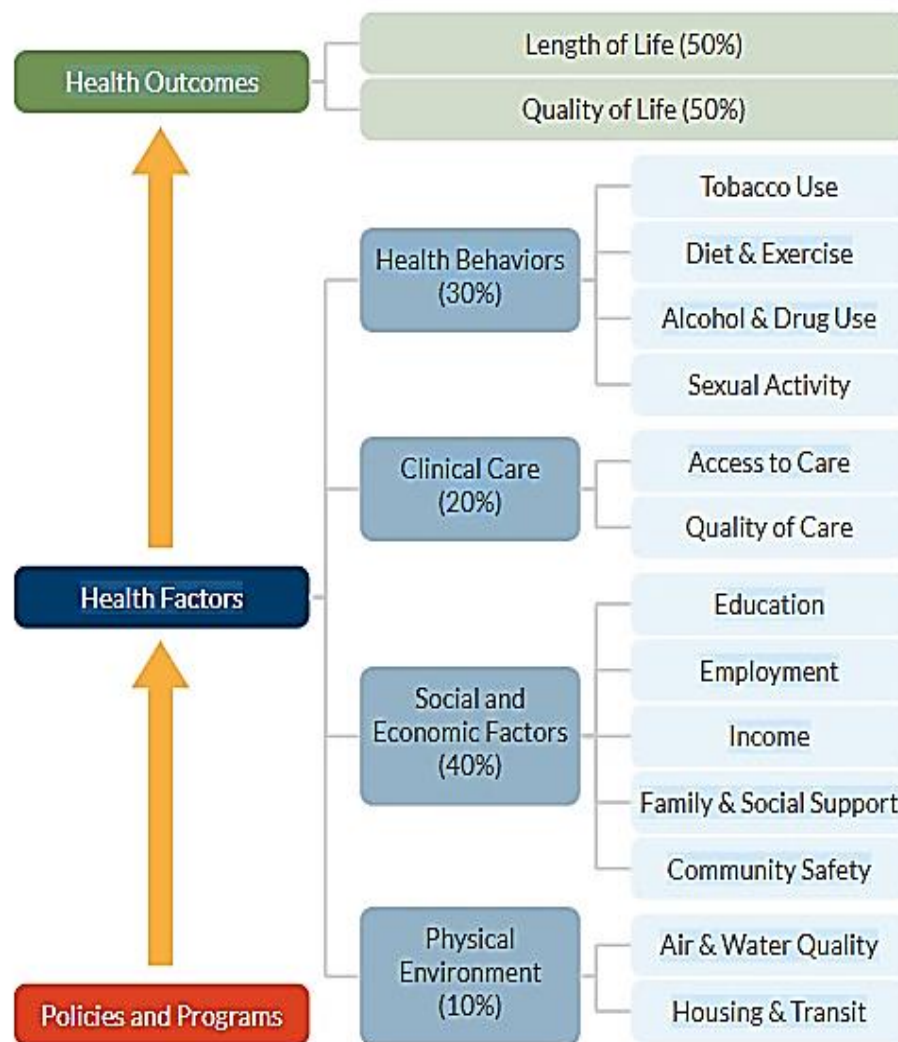 Health Outcomes
Length of Life (50%)
Quality of Life (50%)
Health Factors
Health Behaviors
(30%)
Tobacco Use
Diet & Exercise
Alcohol & Drug Use
Sexual Activity
Clinical Care
(20%)
Access to Care
Quality of Care
Social and
Economic Factors
(40%)
Education
Employment
Income
Family & Social Support
Community Safety
Physical
Environment
(10%)
Air & Water Quality
Housing & Transit
Policies and Programs